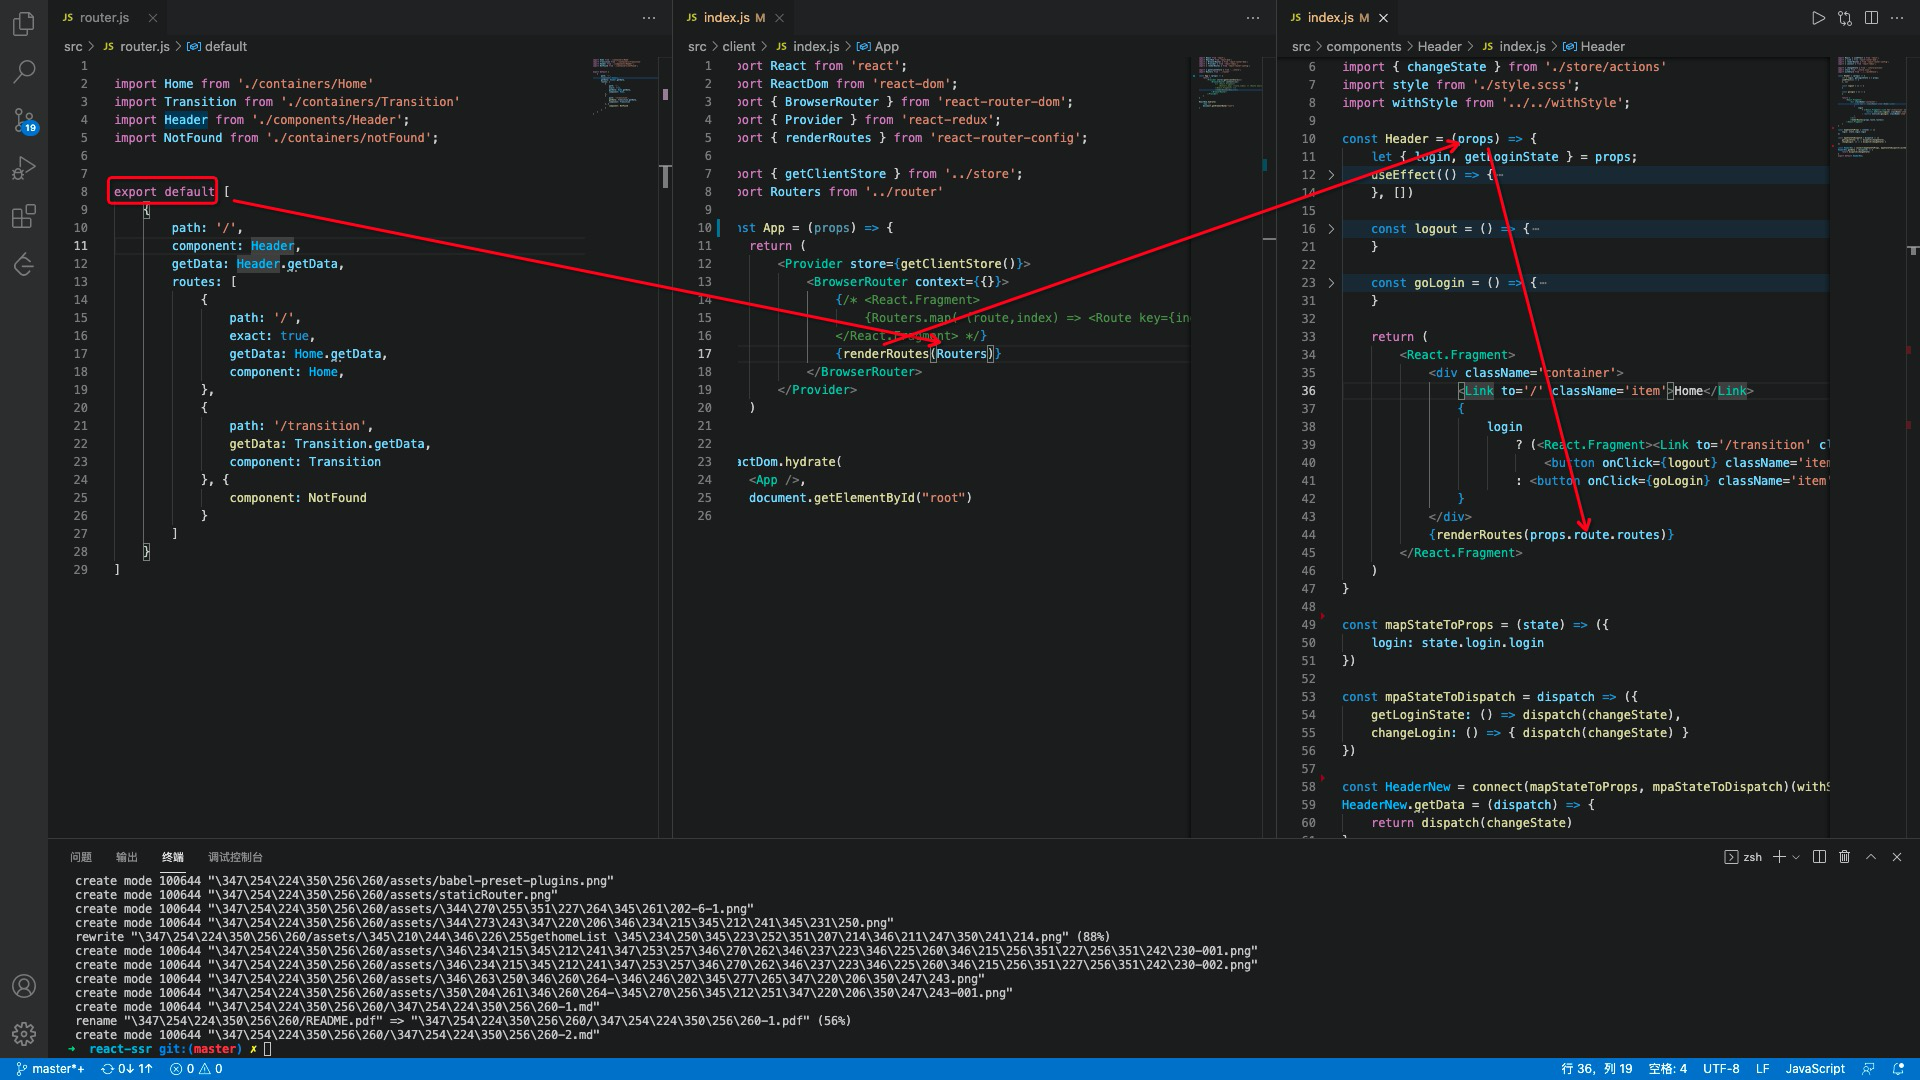 JS router.js
src > JS router.js > default
1
2 import Home from './containers/Home'
3 import Transition from './containers/Transition'
4 import Header from './components/Header';
5 import NotFound from './containers/notFound';
6
7
8 export default [
9 {
10 path: '/',
11 component: Header,
12 getData: Header.getData,
13 routes: [
14 {
15 path: '/',
16 exact: true,
17 getData: Home.getData,
18 component: Home,
19 },
20 {
21 path: '/transition',
22 getData: Transition.getData,
23 component: Transition
24 }, {
25 component: NotFound
26 }
27 ]
28 }
29 ]
JS index.js M
src > client > JS index.js > App
1 port React from 'react';
2 port ReactDom from 'react-dom';
3 port { BrowserRouter } from 'react-router-dom';
4 port { Provider } from 'react-redux';
5 port { renderRoutes } from 'react-router-config';
6
7 port { getClientStore } from '../store';
8 port Routers from '../router'
9
10 nst App = (props) => {
11 return (
12 <Provider store={getClientStore()}>
13 <BrowserRouter context={{}}>
14 {/* <React.Fragment>
15 {Routers.map( (route,index) => <Route key={in
16 </React.Fragment> */}
17 {renderRoutes(Routers)}
18 </BrowserRouter>
19 </Provider>
20 )
21
22
23 actDom.hydrate(
24 <App />,
25 document.getElementById("root")
26
JS index.js M
src > components > Header > JS index.js > Header
6 import { changeState } from './store/actions'
7 import style from './style.scss';
8 import withStyle from '../../withStyle';
9
10 const Header = (props) => {
11 let { login, getLoginState } = props;
12 useEffect(() => {…
14 }, [])
15
16 const logout = () => {…
21 }
22
23 const goLogin = () => {…
31 }
32
33 return (
34 <React.Fragment>
35 <div className='container'>
36 <Link to='/' className='item'>Home</Link>
37 {
38 login
39 ? (<React.Fragment><Link to='/transition' cl
40 <button onClick={logout} className='item
41 : <button onClick={goLogin} className='item'
42 }
43 </div>
44 {renderRoutes(props.route.routes)}
45 </React.Fragment>
46 )
47 }
48
49 const mapStateToProps = (state) => ({
50 login: state.login.login
51 })
52
53 const mpaStateToDispatch = dispatch => ({
54 getLoginState: () => dispatch(changeState),
55 changeLogin: () => { dispatch(changeState) }
56 })
57
58 const HeaderNew = connect(mapStateToProps, mpaStateToDispatch)(withS
59 HeaderNew.getData = (dispatch) => {
60 return dispatch(changeState)
19
问题 输出 终端 调试控制台
zsh
create mode 100644 "\347\254\224\350\256\260/assets/babel-preset-plugins.png"
create mode 100644 "\347\254\224\350\256\260/assets/staticRouter.png"
create mode 100644 "\347\254\224\350\256\260/assets/\344\270\255\351\227\264\345\261\202-6-1.png"
create mode 100644 "\347\254\224\350\256\260/assets/\344\273\243\347\220\206\346\234\215\345\212\241\345\231\250.png"
rewrite "\347\254\224\350\256\260/assets/\345\210\244\346\226\255gethomeList \345\234\250\345\223\252\351\207\214\346\211\247\350\241\214.png" (88%)
create mode 100644 "\347\254\224\350\256\260/assets/\346\234\215\345\212\241\347\253\257\346\270\262\346\237\223\346\225\260\346\215\256\351\227\256\351\242\230-001.png"
create mode 100644 "\347\254\224\350\256\260/assets/\346\234\215\345\212\241\347\253\257\346\270\262\346\237\223\346\225\260\346\215\256\351\227\256\351\242\230-002.png"
create mode 100644 "\347\254\224\350\256\260/assets/\346\263\250\346\260\264-\346\246\202\345\277\265\347\220\206\350\247\243.png"
create mode 100644 "\347\254\224\350\256\260/assets/\350\204\261\346\260\264-\345\270\256\345\212\251\347\220\206\350\247\243-001.png"
create mode 100644 "\347\254\224\350\256\260/\347\254\224\350\256\260-1.md"
rename "\347\254\224\350\256\260/README.pdf" => "\347\254\224\350\256\260/\347\254\224\350\256\260-1.pdf" (56%)
create mode 100644 "\347\254\224\350\256\260/\347\254\224\350\256\260-2.md"
→ react-ssr git:(master) ✗
master*+ 0↓ 1↑ 0 0
行 36，列 19 空格: 4 UTF-8 LF JavaScript